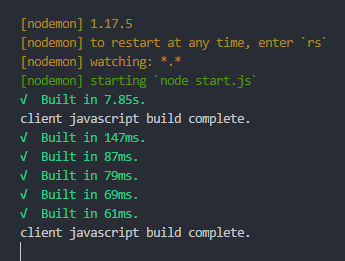 [nodemon] 1.17.5
[nodemon] to restart at any time, enter `rs`
[nodemon] watching: *.*
[nodemon] starting `node start.js`
√  Built in 7.85s.
client javascript build complete.
√  Built in 147ms.
√  Built in 87ms.
√  Built in 79ms.
√  Built in 69ms.
√  Built in 61ms.
client javascript build complete.